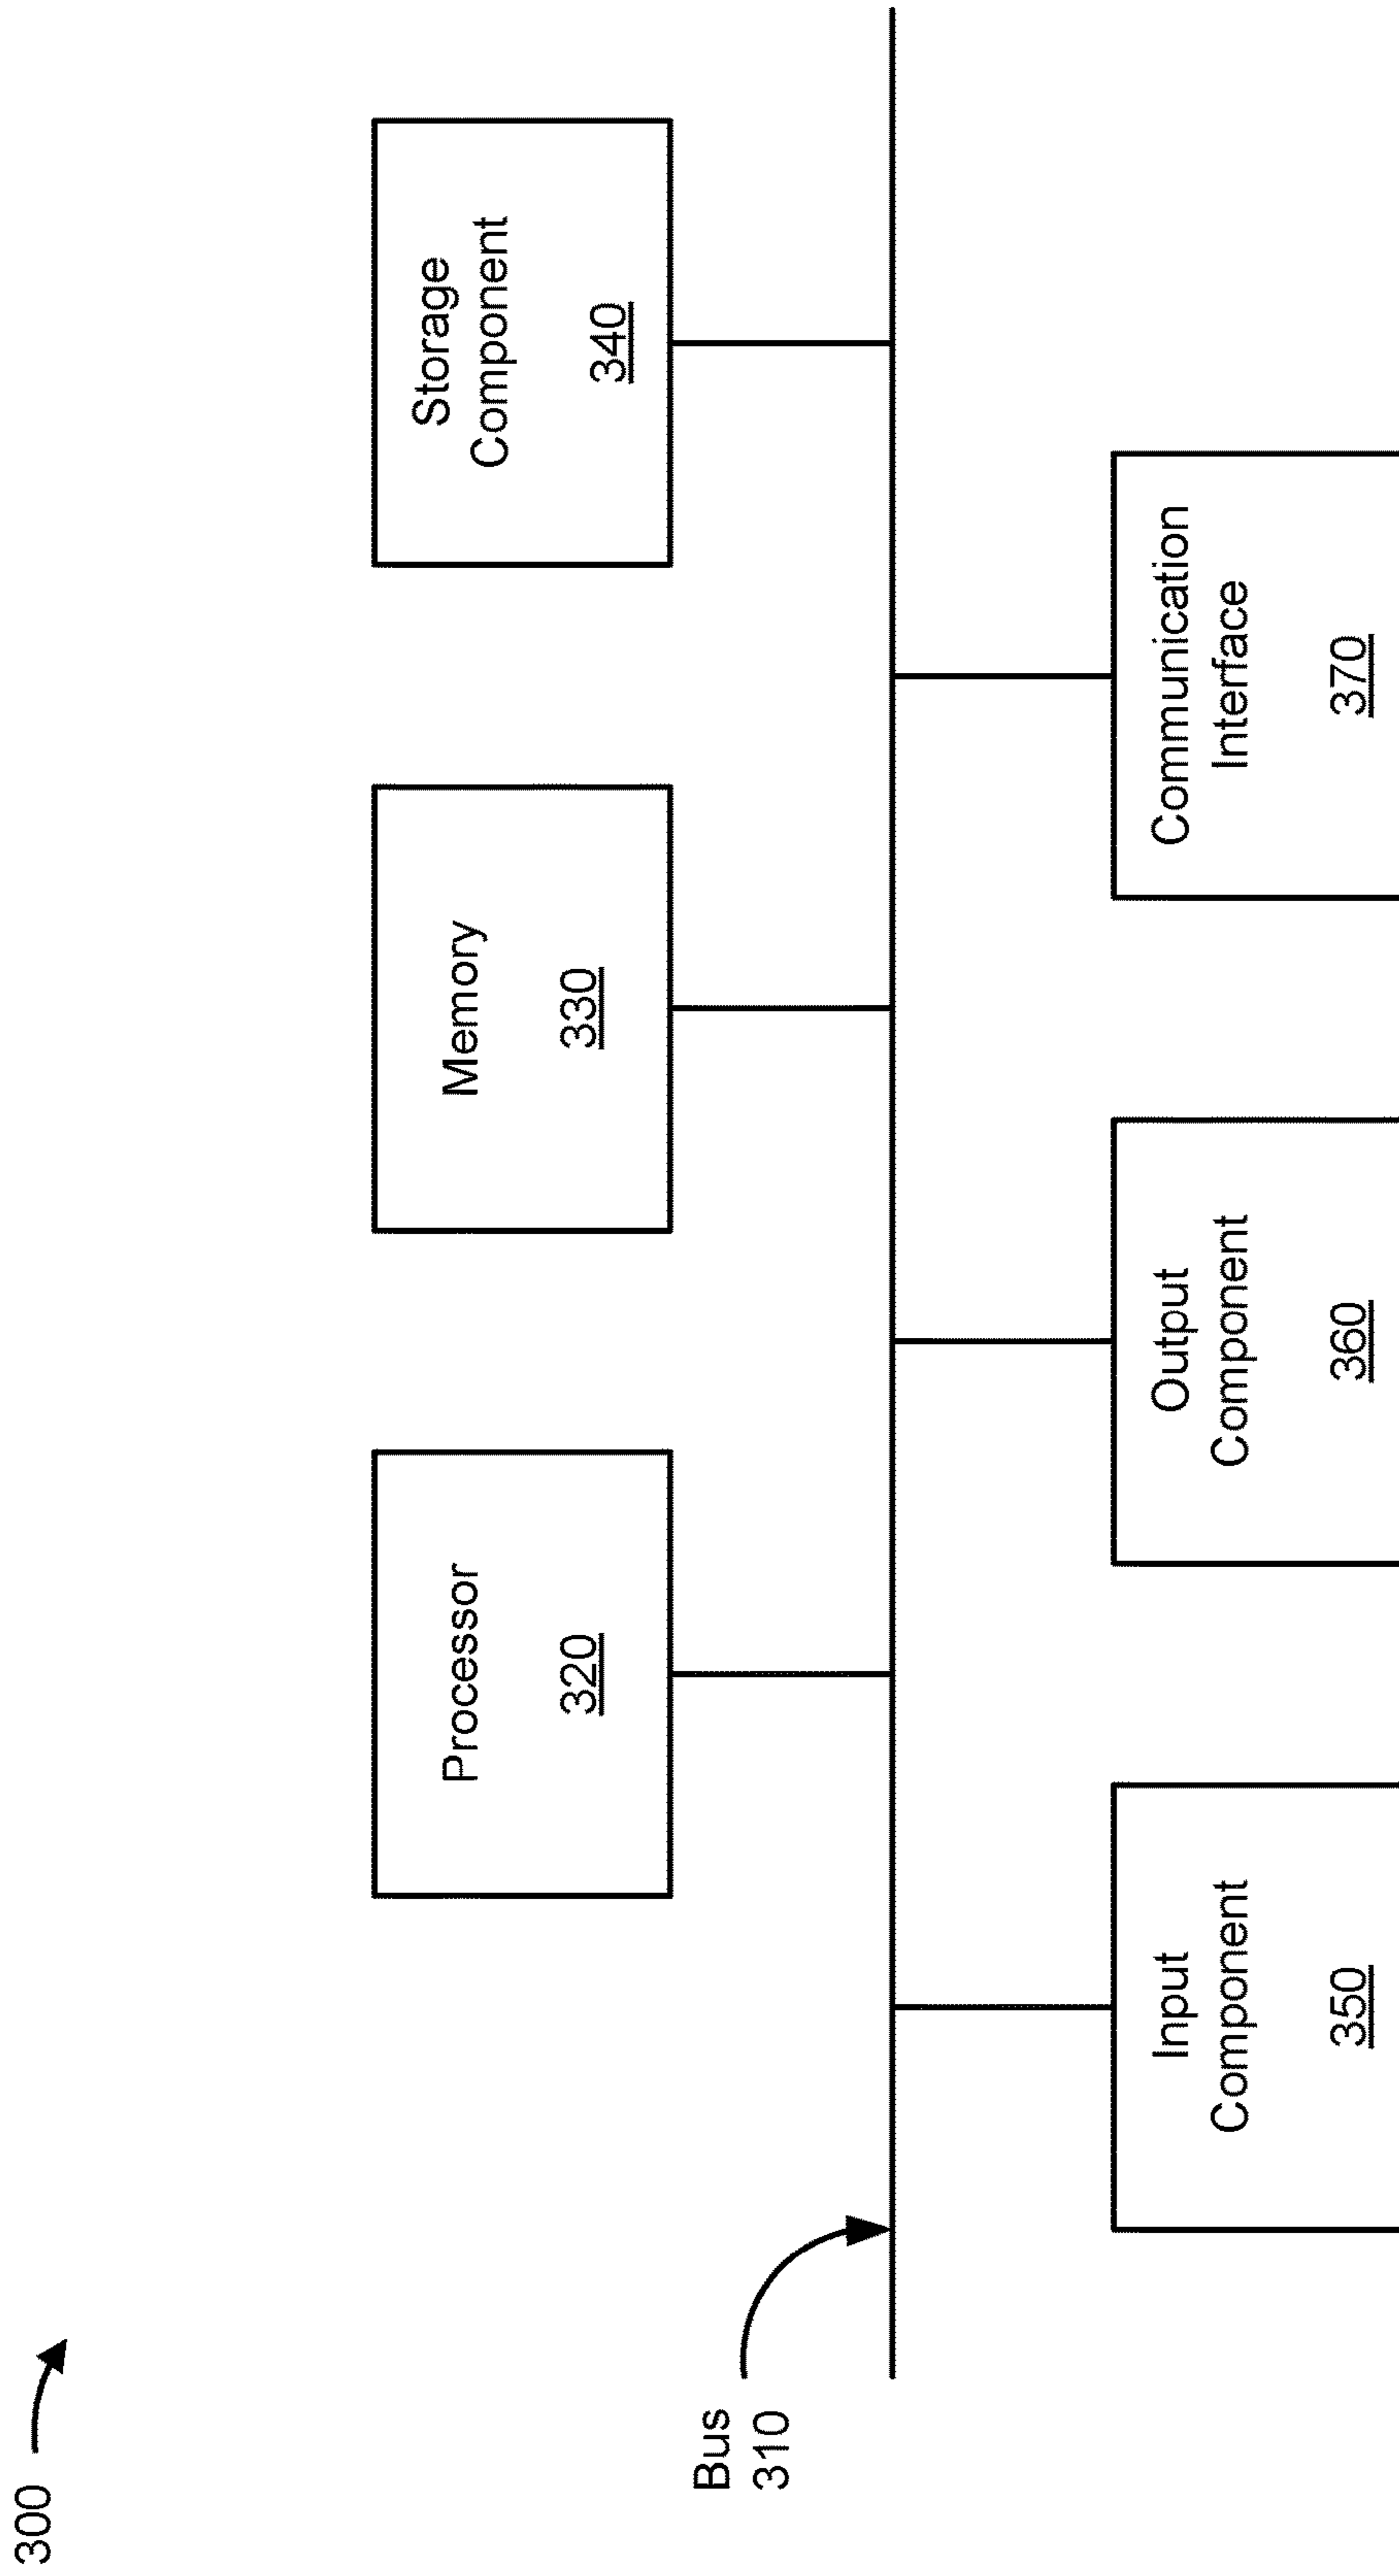 300
Processor
320
Memory
330
Storage
Component
340
Bus
310
Input
Component
350
Output
Component
360
Communication
Interface
370